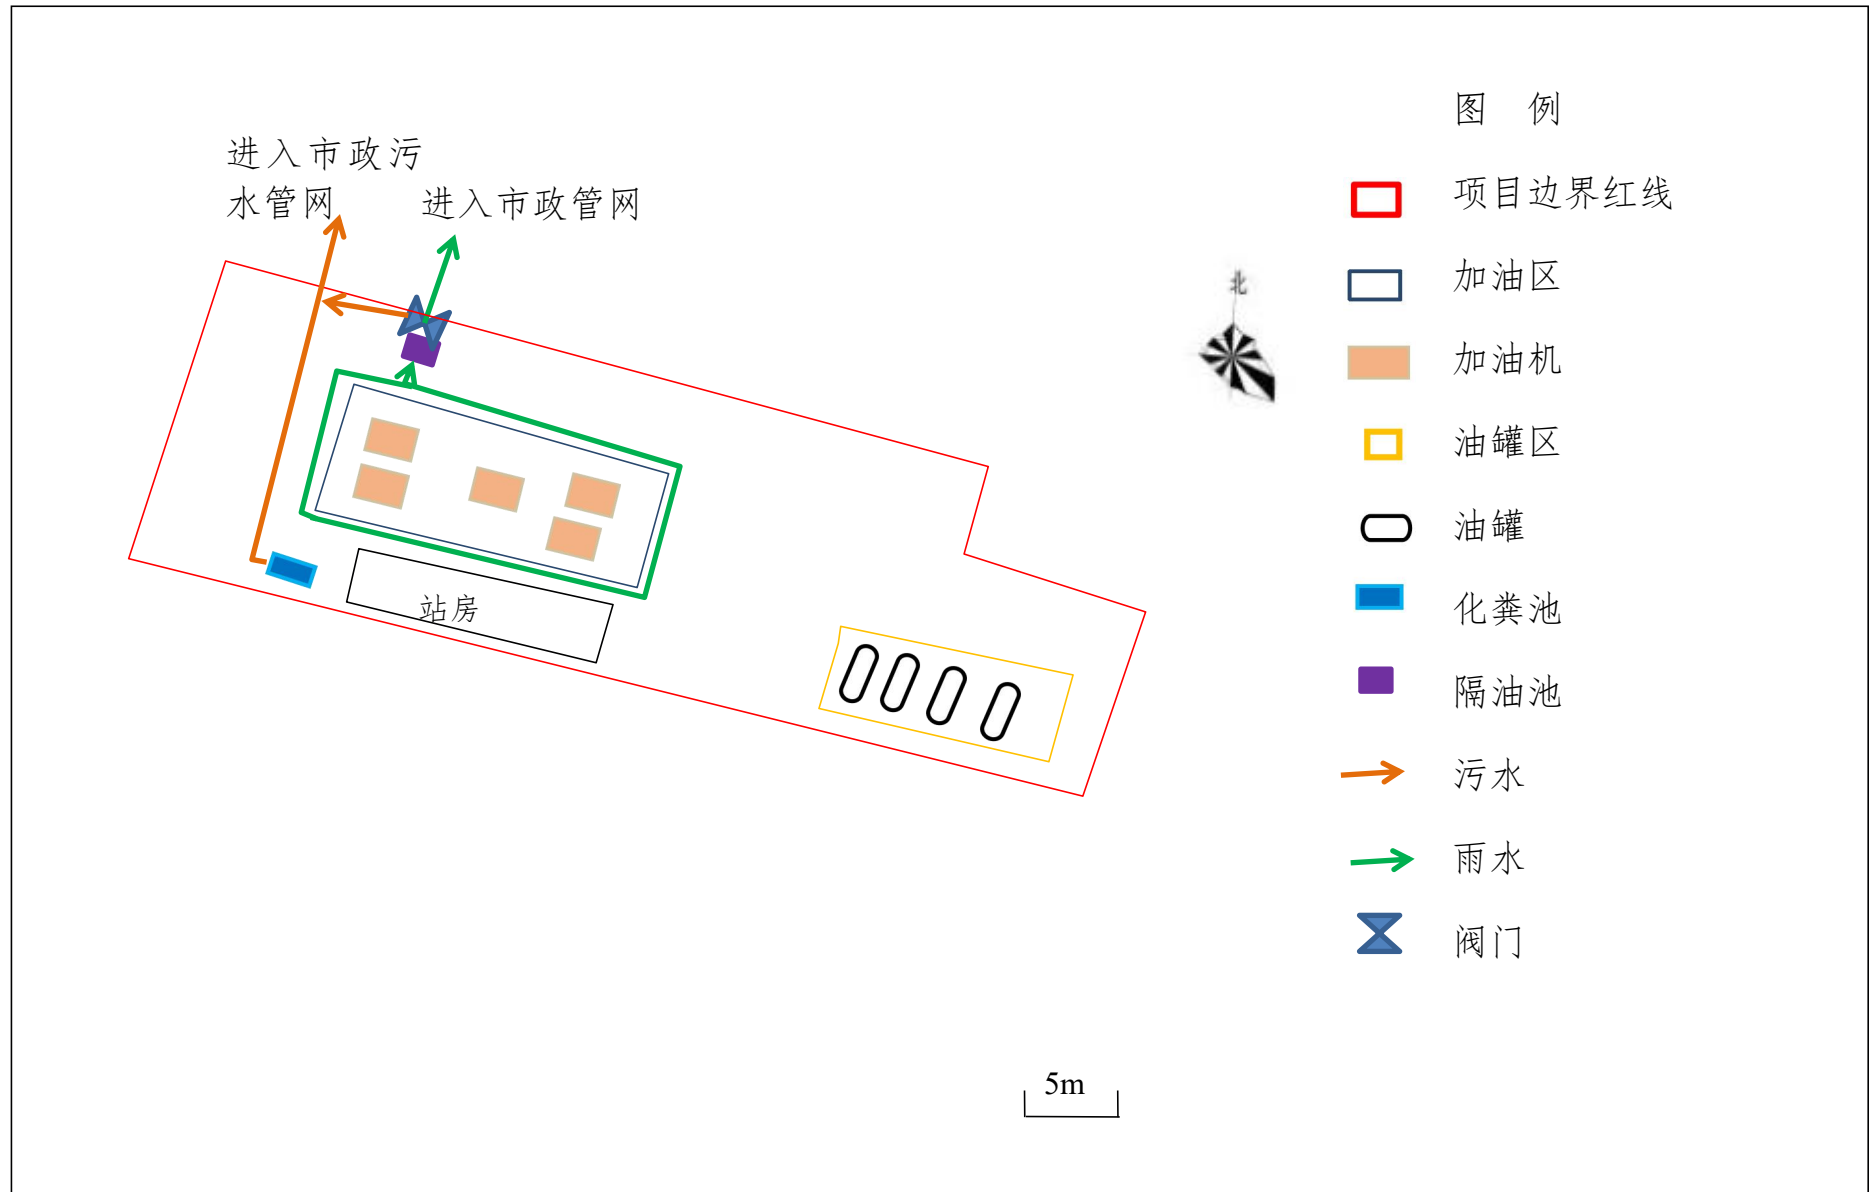 进入市政污
水管网
进入市政管网
站房
北
图 例
项目边界红线
加油区
加油机
油罐区
油罐
化粪池
隔油池
污水
雨水
阀门
5m